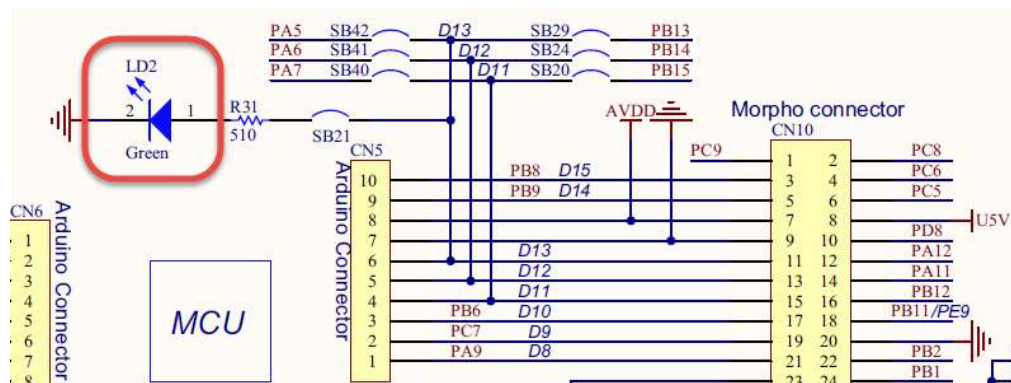 PA5 SB42 D13 SB29 PB13
PA6 SB41 D12 SB24 PB14
PA7 SB40 D11 SB20 PB15
LD2
2 1
Green
R31
510
SB21
AVDD
Morpho connector
CN10
CN5
Arduino Connector
10
9
8
7
6
5
4
3
2
1
PB8 D15
PB9 D14
D13
D12
D11
PB6 D10
PC7 D9
PA9 D8
PC9 1 2 PC8
3 4 PC6
5 6 PC5
7 8 U5V
9 10 PD8
11 12 PA12
13 14 PA11
15 16 PB12
17 18 PB11/PE9
19 20
21 22 PB2
23 24 PB1
CN6
Arduino Connector
1
2
3
4
5
6
7
8
MCU